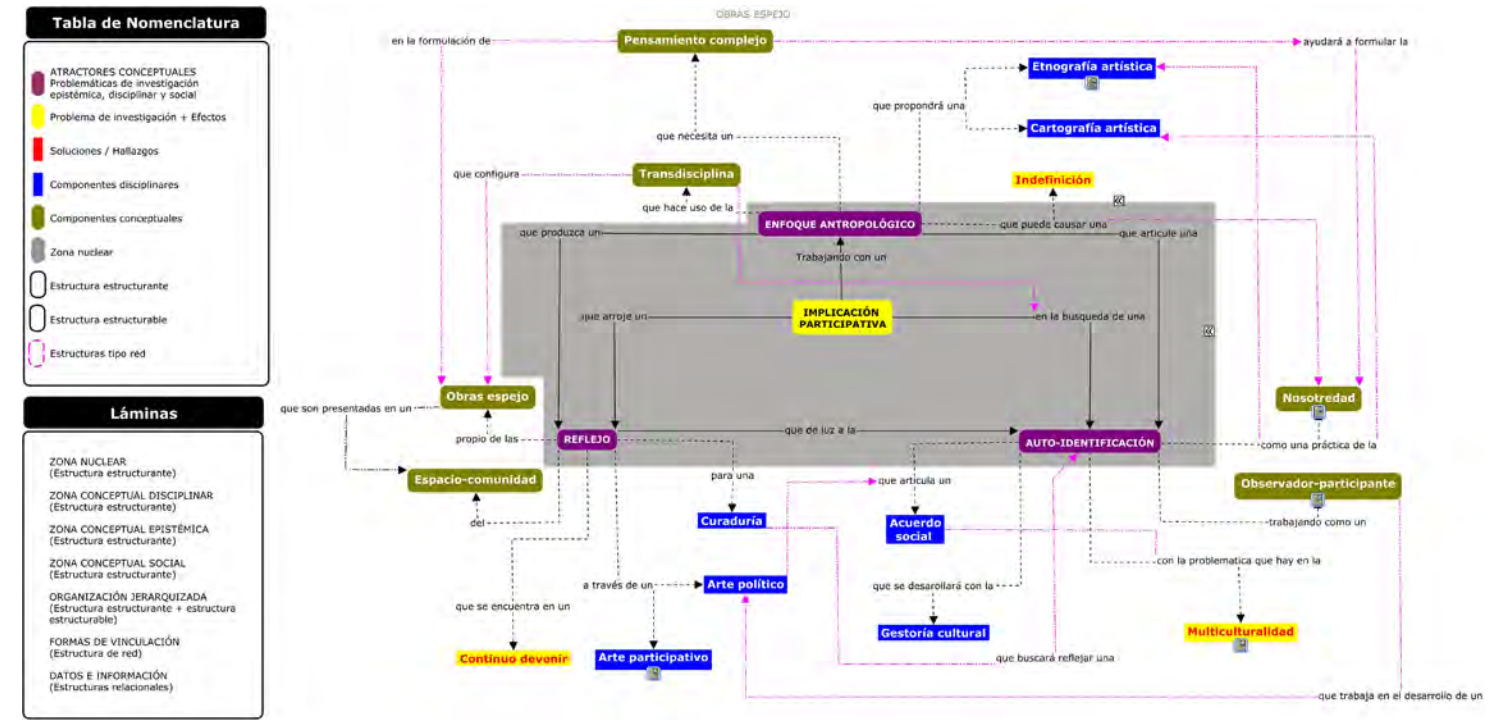 OBRAS ESPEJO
Tabla de Nomenclatura
ATRACTORES CONCEPTUALES
Problemáticas de investigación
epistémica, disciplinar y social
Problema de investigación + Efectos
Soluciones / Hallazgos
Componentes disciplinares
Componentes conceptuales
Zona nuclear
Estructura estructurante
Estructura estructurable
Estructuras tipo réd
Láminas
ZONA NUCLEAR
(Estructura estructurante)
ZONA CONCEPTUAL DISCIPLINAR
(Estructura estructurante)
ZONA CONCEPTUAL EPISTÉMICA
(Estructura estructurante)
ZONA CONCEPTUAL SOCIAL
(Estructura estructurante)
ORGANIZACIÓN JERARQUIZADA
(Estructura estructurante + estructura
estructurable)
FORMAS DE VINCULACIÓN
(Estructura de red)
DATOS E INFORMACIÓN
(Estructuras relacionales)
en la formulación de
Pensamiento complejo
ayudará a formular la
Etnografía artística
que propondrá una
Cartografía artística
que necesita un
que configura
Transdisciplina
Indefinición
que hace uso de la
ENFOQUE ANTROPOLÓGICO
que puede causar una
que produzca un
que articule una
Trabajando con un
IMPLICACIÓN
PARTICIPATIVA
que arroje un
en la busqueda de una
Obras espejo
Nosotredad
que son presentadas en un
propio de las
REFLEJO
que de luz a la
AUTO-IDENTIFICACIÓN
como una práctica de la
Espacio-comunidad
para una
que articula un
Observador-participante
del
Curaduría
Acuerdo
social
trabajando como un
con la problematica que hay en la
a través de un
Arte político
que se desarollará con la
que se encuentra en un
Gestoría cultural
Multiculturalidad
Continuo devenir
Arte participativo
que buscará reflejar una
que trabaja en el desarrollo de un